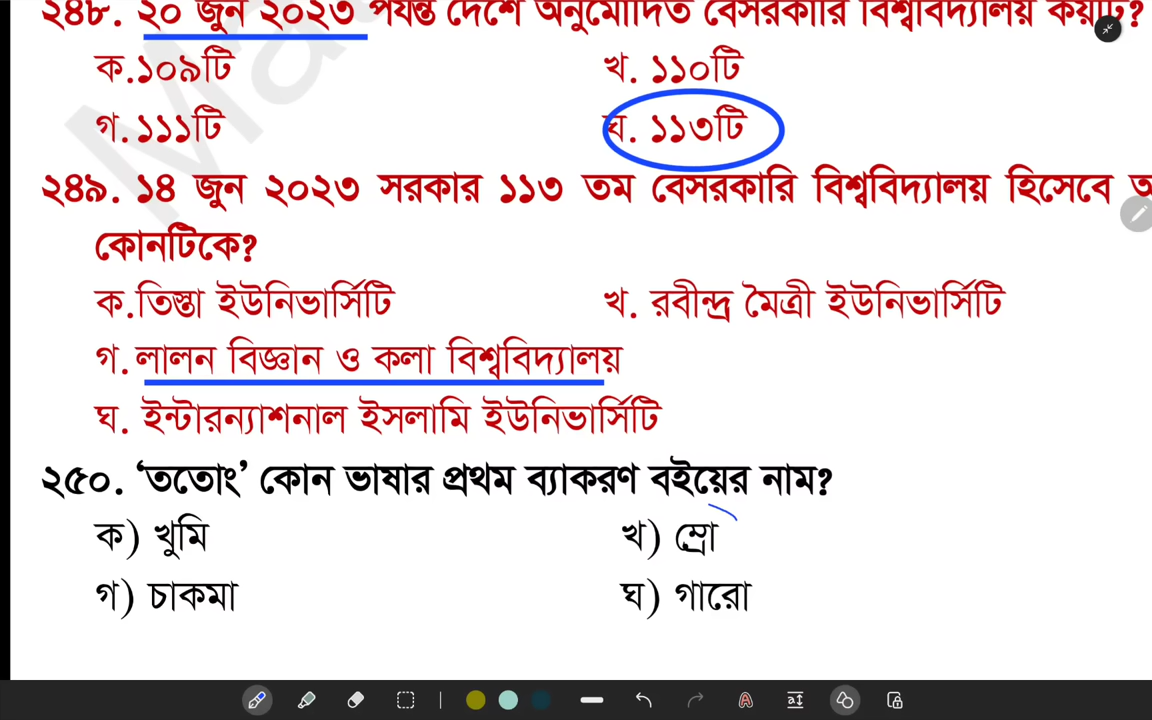 ২৪৮. ২০ জুন ২০২৩ পর্যন্ত দেশে অনুমোদিত বেসরকারি বিশ্ববিদ্যালয় কয়টি?
ক.১০৯টি খ. ১১০টি
গ.১১১টি ঘ. ১১৩টি
২৪৯. ১৪ জুন ২০২৩ সরকার ১১৩ তম বেসরকারি বিশ্ববিদ্যালয় হিসেবে
কোনটিকে?
ক.তিস্তা ইউনিভার্সিটি খ. রবীন্দ্র মৈত্রী ইউনিভার্সিটি
গ.লালন বিজ্ঞান ও কলা বিশ্ববিদ্যালয়
ঘ. ইন্টারন্যাশনাল ইসলামি ইউনিভার্সিটি
২৫০. ‘ততোং’ কোন ভাষার প্রথম ব্যাকরণ বইয়ের নাম?
ক) খুমি খ) ম্রো
গ) চাকমা ঘ) গারো